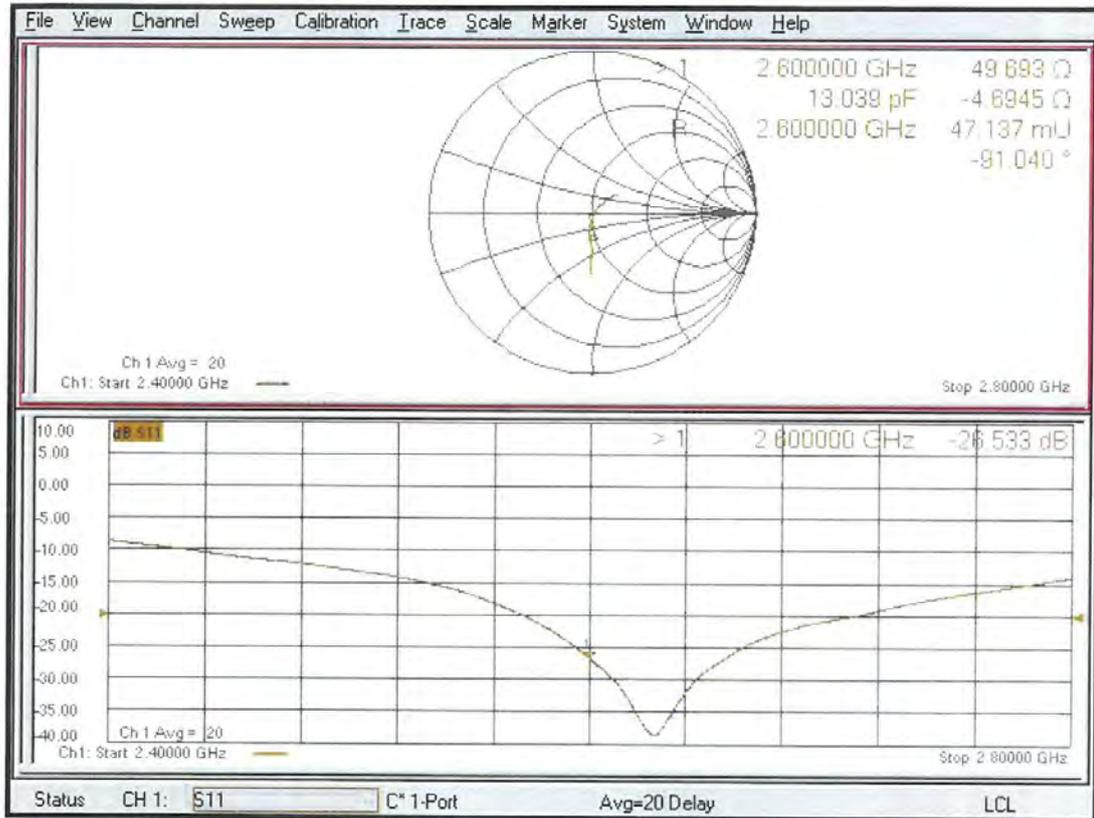 File View Channel Sweep Calibration Trace Scale Marker System Window Help
> 1 2.600000 GHz 49.693 Ω
13.039 pF -4.6945 Ω
2.600000 GHz 47.137 mU
-91.040 °
Ch 1 Avg = 20
Ch1: Start 2.40000 GHz
Stop 2.80000 GHz
10.00
dB S11
> 1 2.600000 GHz -26.533 dB
5.00
0.00
-5.00
-10.00
-15.00
-20.00
-25.00
-30.00
-35.00
-40.00
Ch 1 Avg = 20
Ch1: Start 2.40000 GHz
Stop 2.80000 GHz
Status CH 1: S11 C* 1-Port Avg=20 Delay LCL